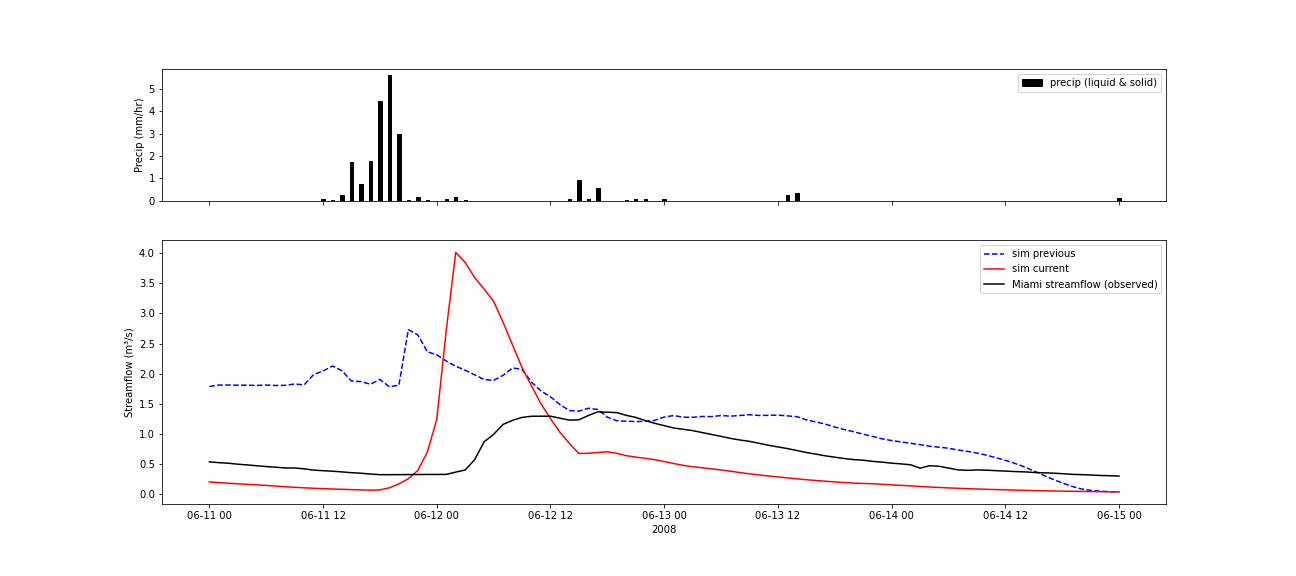 precip (liquid & solid)
Precip (mm/hr)
5
4
3
2
1
0
sim previous
sim current
Miami streamflow (observed)
Streamflow (m³/s)
4.0
3.5
3.0
2.5
2.0
1.5
1.0
0.5
0.0
06-11 00 06-11 12 06-12 00 06-12 12 06-13 00 06-13 12 06-14 00 06-14 12 06-15 00
2008